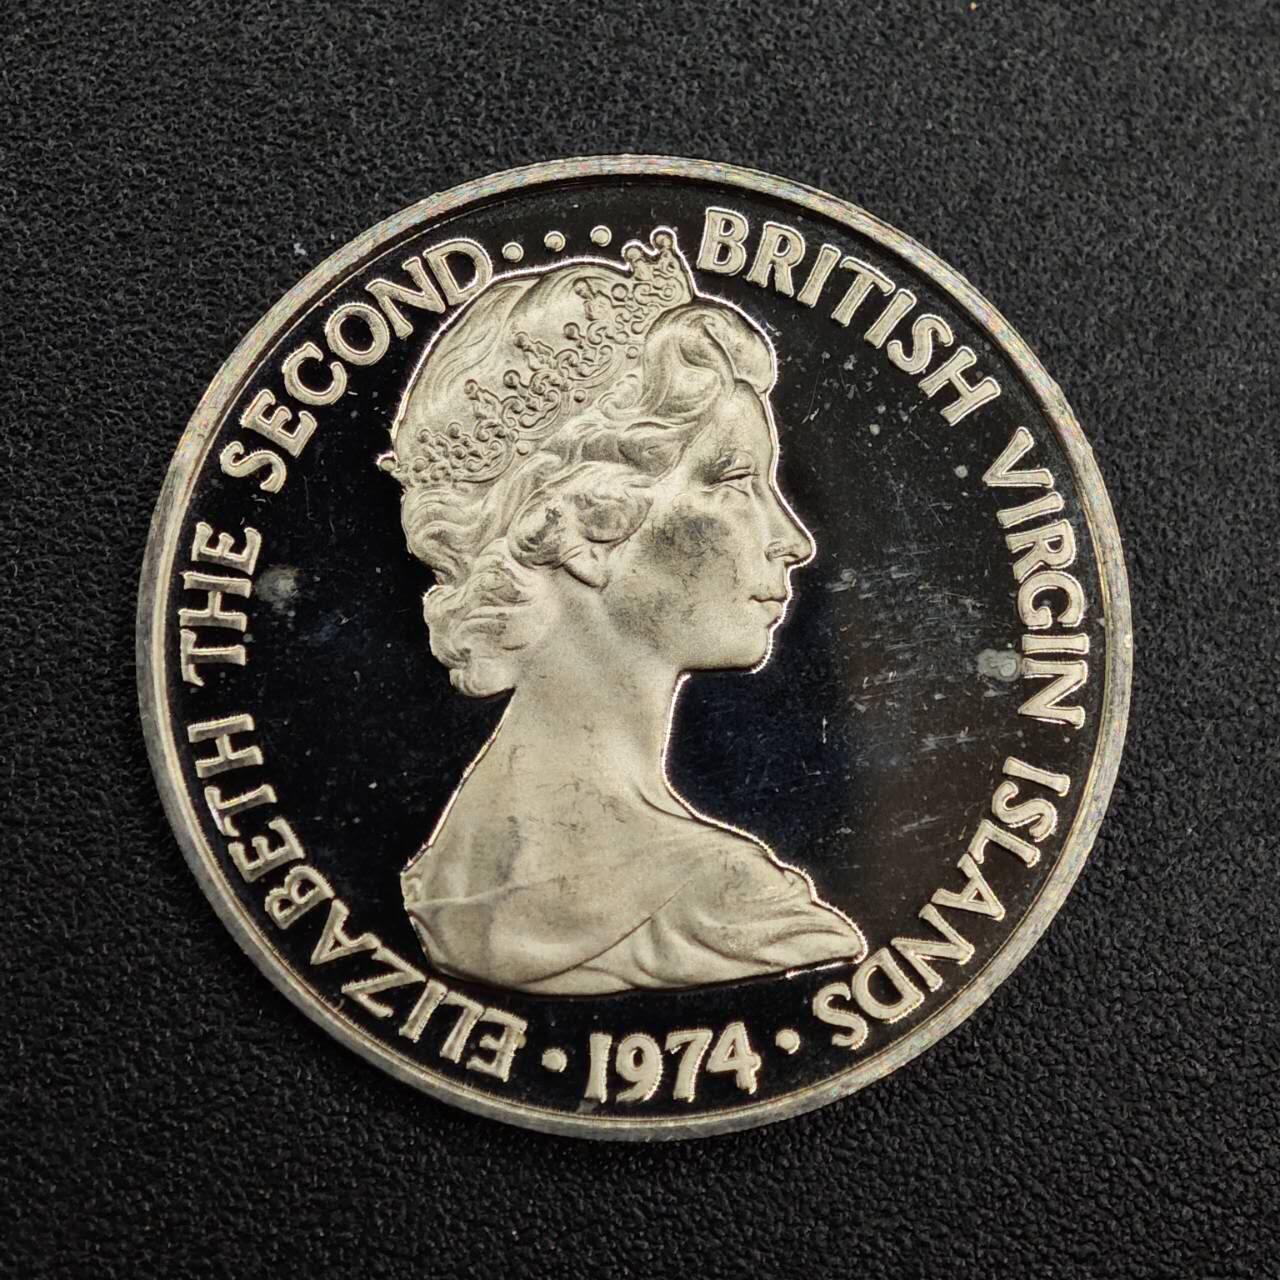 ELIZABETH THE SECOND.... BRITISH VIRGIN ISLANDS
• 1974 •